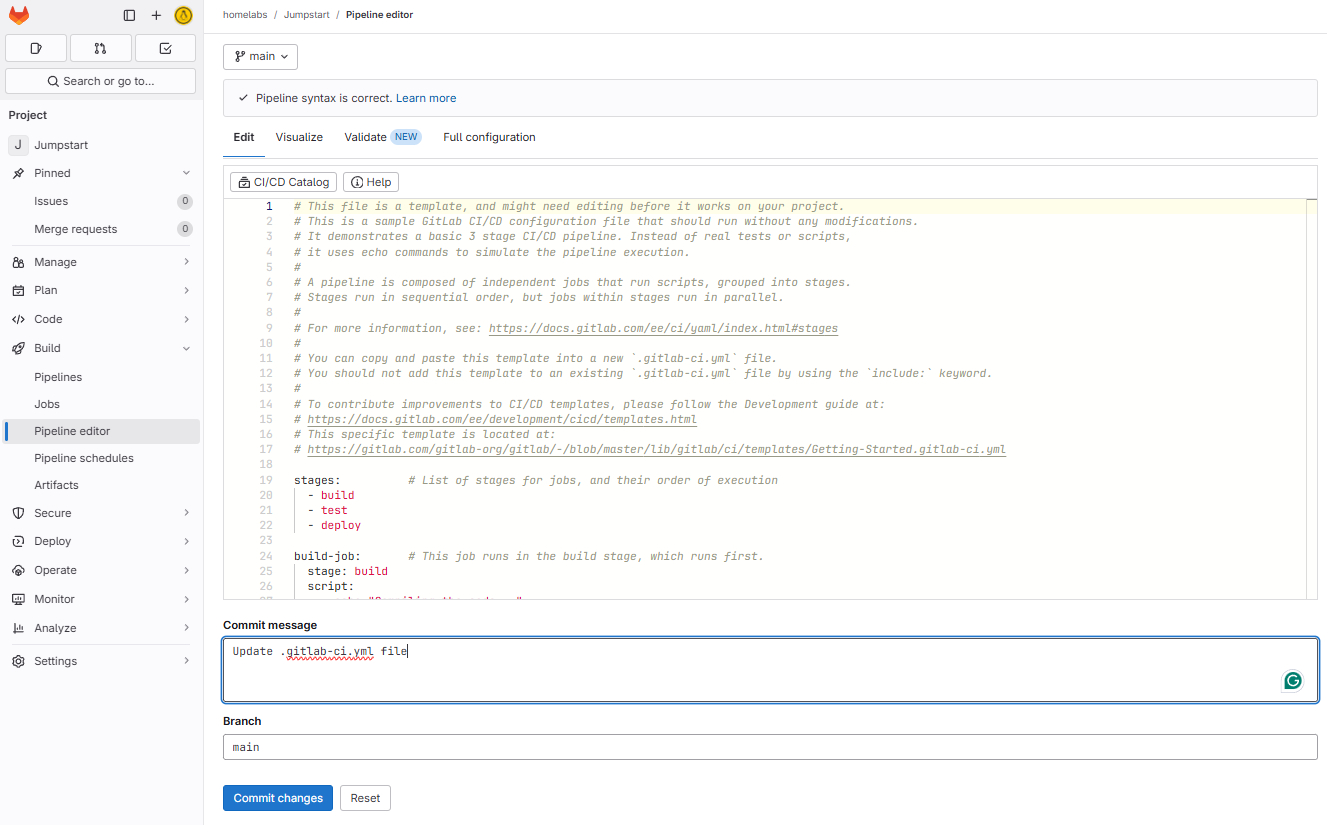 homelabs / Jumpstart / Pipeline editor
Search or go to...
Project
J Jumpstart
Pinned
Issues 0
Merge requests 0
Manage
Plan
Code
Build
Pipelines
Jobs
Pipeline editor
Pipeline schedules
Artifacts
Secure
Deploy
Operate
Monitor
Analyze
Settings
main
Pipeline syntax is correct. Learn more
Edit Visualize Validate NEW Full configuration
CI/CD Catalog Help
1 # This file is a template, and might need editing before it works on your project.
2 # This is a sample GitLab CI/CD configuration file that should run without any modifications.
3 # It demonstrates a basic 3 stage CI/CD pipeline. Instead of real tests or scripts,
4 # it uses echo commands to simulate the pipeline execution.
5 #
6 # A pipeline is composed of independent jobs that run scripts, grouped into stages.
7 # Stages run in sequential order, but jobs within stages run in parallel.
8 #
9 # For more information, see: https://docs.gitlab.com/ee/ci/yaml/index.html#stages
10 #
11 # You can copy and paste this template into a new `.gitlab-ci.yml` file.
12 # You should not add this template to an existing `.gitlab-ci.yml` file by using the `include:` keyword.
13 #
14 # To contribute improvements to CI/CD templates, please follow the Development guide at:
15 # https://docs.gitlab.com/ee/development/cicd/templates.html
16 # This specific template is located at:
17 # https://gitlab.com/gitlab-org/gitlab/-/blob/master/lib/gitlab/ci/templates/Getting-Started.gitlab-ci.yml
18
19 stages: # List of stages for jobs, and their order of execution
20 - build
21 - test
22 - deploy
23
24 build-job: # This job runs in the build stage, which runs first.
25 stage: build
26 script:
Commit message
Update .gitlab-ci.yml file
Branch
main
Commit changes Reset